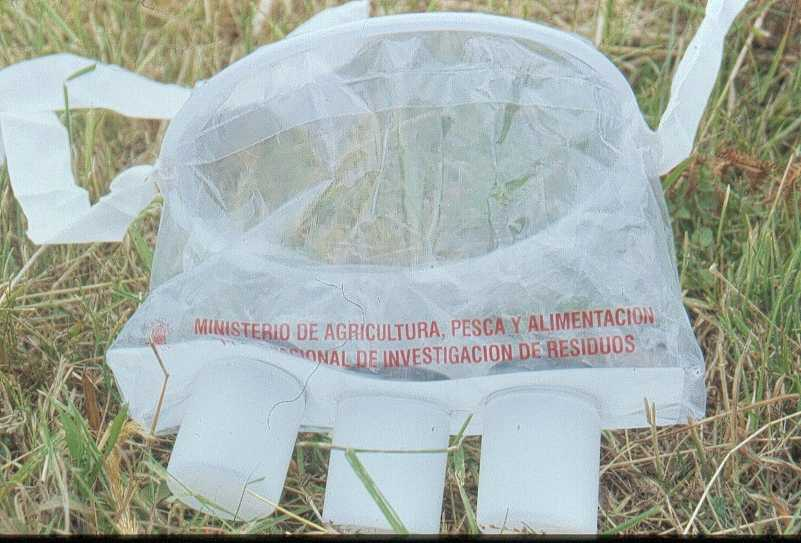 MINISTERIO DE AGRICULTURA, PESCA Y ALIMENTACION
DE INVESTIGACION DE RESIDUOS